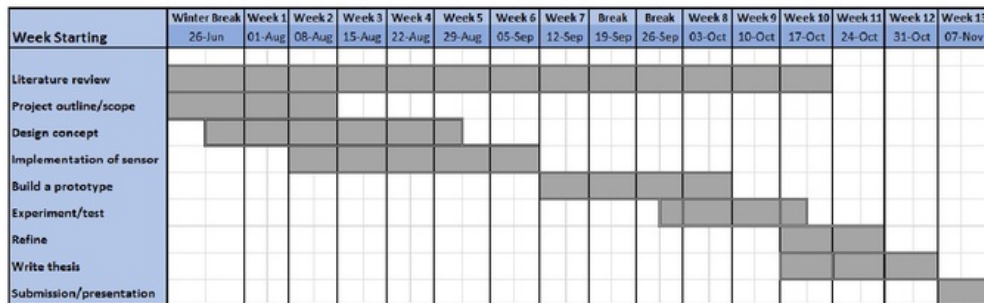 Winter Break Week 1 Week 2 Week 3 Week 4 Week 5 Week 6 Week 7 Break Break Week 8 Week 9 Week 10 Week 11 Week 12 Week 13
Week Starting 26-Jun 01-Aug 08-Aug 15-Aug 22-Aug 29-Aug 05-Sep 12-Sep 19-Sep 26-Sep 03-Oct 10-Oct 17-Oct 24-Oct 31-Oct 07-Nov
Literature review
Project outline/scope
Design concept
Implementation of sensor
Build a prototype
Experiment/test
Refine
Write thesis
Submission/presentation